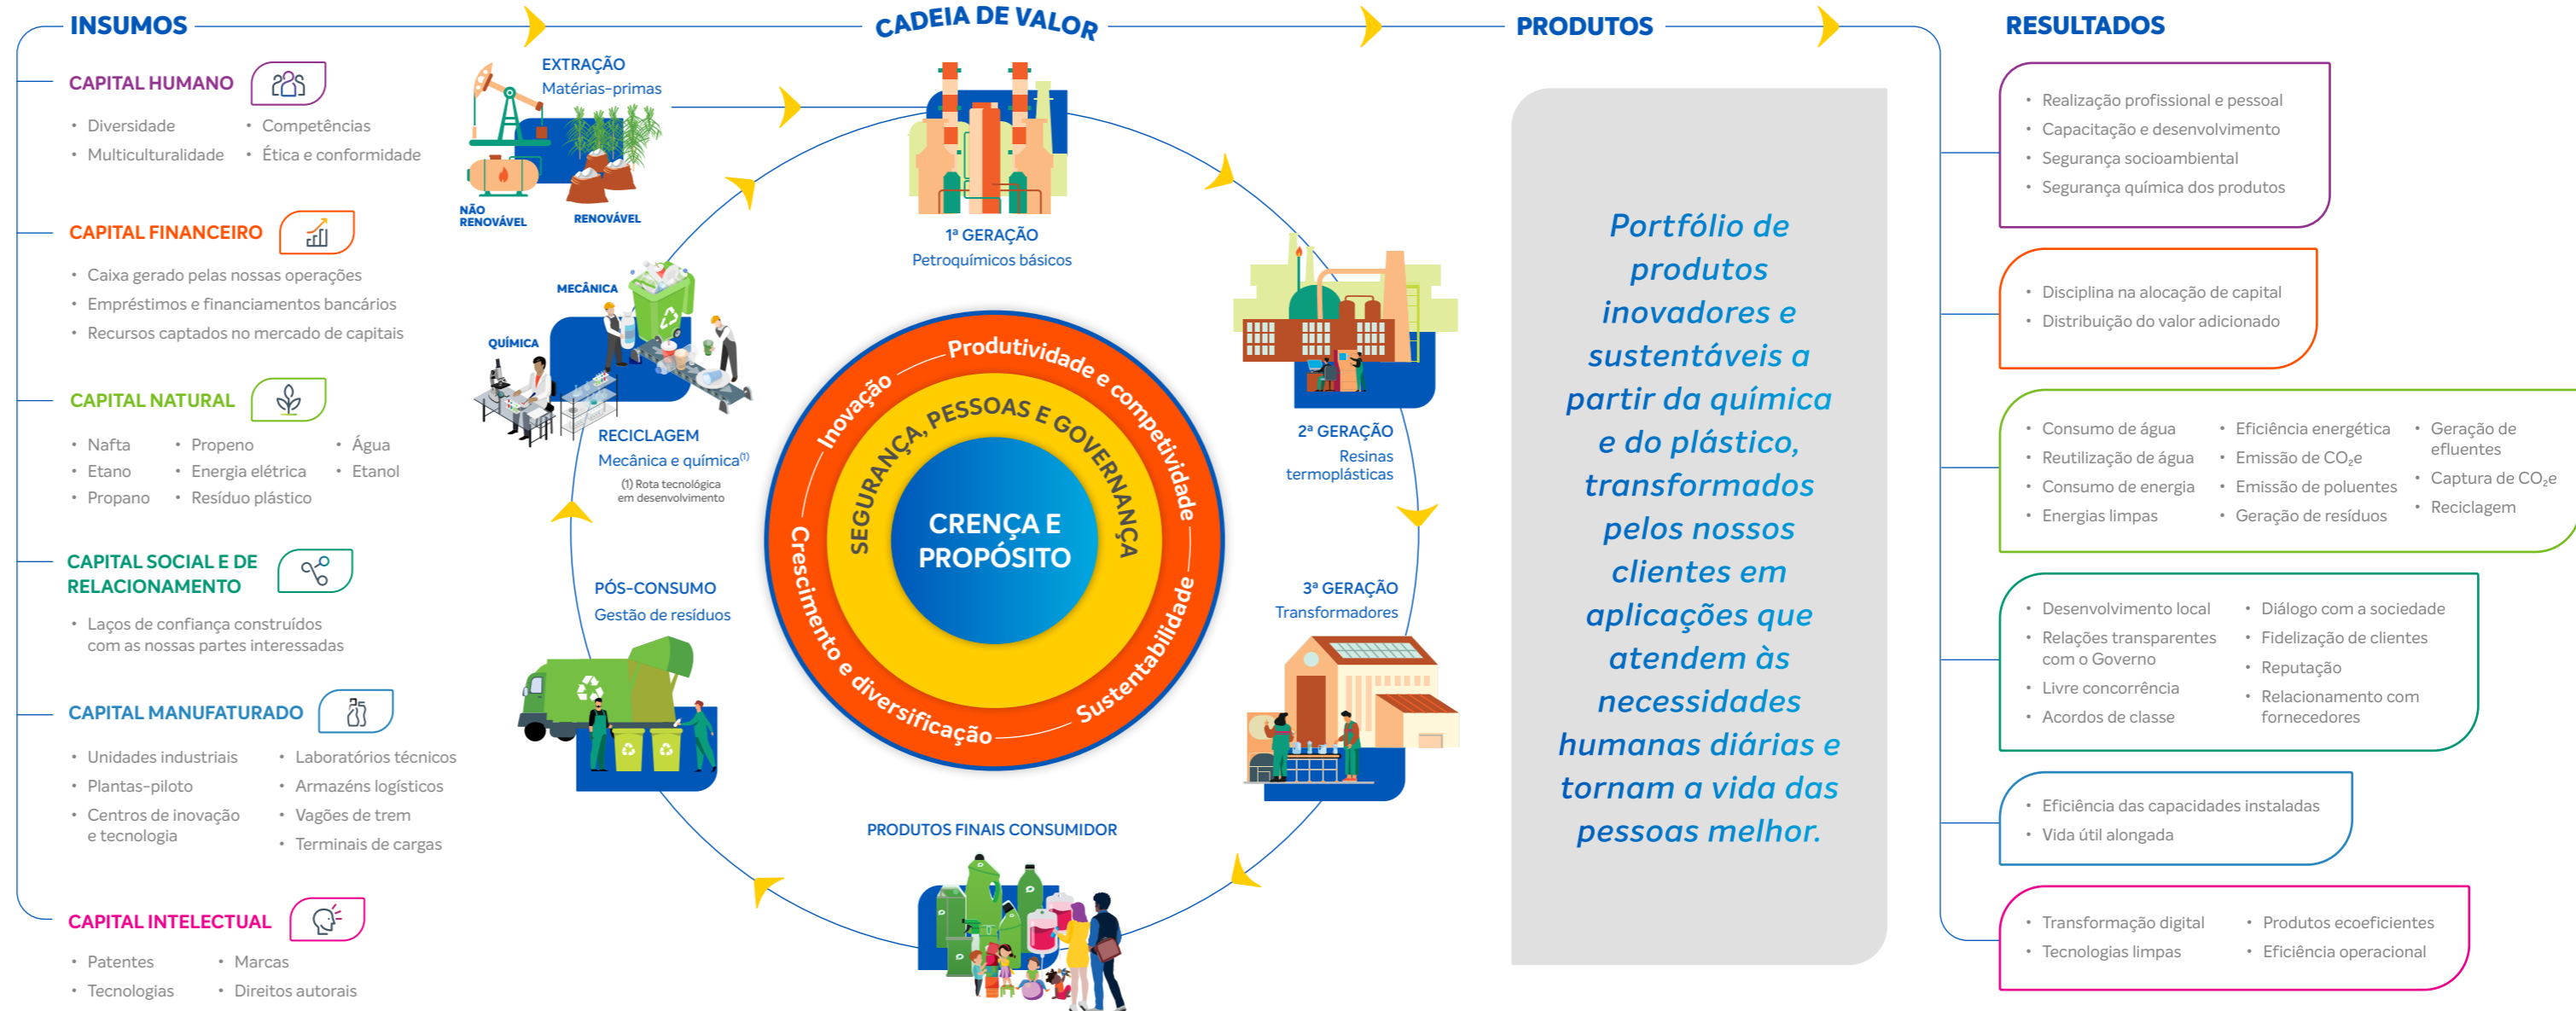 INSUMOS
CADEIA DE VALOR
PRODUTOS
RESULTADOS
CAPITAL HUMANO
• Diversidade
• Multiculturalidade
• Competências
• Ética e conformidade
CAPITAL FINANCEIRO
• Caixa gerado pelas nossas operações
• Empréstimos e financiamentos bancários
• Recursos captados no mercado de capitais
CAPITAL NATURAL
• Nafta
• Etano
• Propano
• Propeno
• Energia elétrica
• Resíduo plástico
• Água
• Etanol
CAPITAL SOCIAL E DE
RELACIONAMENTO
• Laços de confiança construídos
com as nossas partes interessadas
CAPITAL MANUFATURADO
• Unidades industriais
• Plantas-piloto
• Centros de inovação
e tecnologia
• Laboratórios técnicos
• Armazéns logísticos
• Vagões de trem
• Terminais de cargas
CAPITAL INTELECTUAL
• Patentes
• Tecnologias
• Marcas
• Direitos autorais
EXTRAÇÃO
Matérias-primas
NÃO
RENOVÁVEL
RENOVÁVEL
1ª GERAÇÃO
Petroquímicos básicos
2ª GERAÇÃO
Resinas
termoplásticas
3ª GERAÇÃO
Transformadores
PRODUTOS FINAIS CONSUMIDOR
PÓS-CONSUMO
Gestão de resíduos
MECÂNICA
QUÍMICA
RECICLAGEM
Mecânica e química(1)
(1) Rota tecnológica
em desenvolvimento
Inovação
Produtividade e competividade
Sustentabilidade
Crescimento e diversificação
SEGURANÇA, PESSOAS E GOVERNANÇA
CRENÇA E
PROPÓSITO
Portfólio de
produtos
inovadores e
sustentáveis a
partir da química
e do plástico,
transformados
pelos nossos
clientes em
aplicações que
atendem às
necessidades
humanas diárias e
tornam a vida das
pessoas melhor.
• Realização profissional e pessoal
• Capacitação e desenvolvimento
• Segurança socioambiental
• Segurança química dos produtos
• Disciplina na alocação de capital
• Distribuição do valor adicionado
• Consumo de água
• Reutilização de água
• Consumo de energia
• Energias limpas
• Eficiência energética
• Emissão de CO₂e
• Emissão de poluentes
• Geração de resíduos
• Geração de
efluentes
• Captura de CO₂e
• Reciclagem
• Desenvolvimento local
• Relações transparentes
com o Governo
• Livre concorrência
• Acordos de classe
• Diálogo com a sociedade
• Fidelização de clientes
• Reputação
• Relacionamento com
fornecedores
• Eficiência das capacidades instaladas
• Vida útil alongada
• Transformação digital
• Tecnologias limpas
• Produtos ecoeficientes
• Eficiência operacional